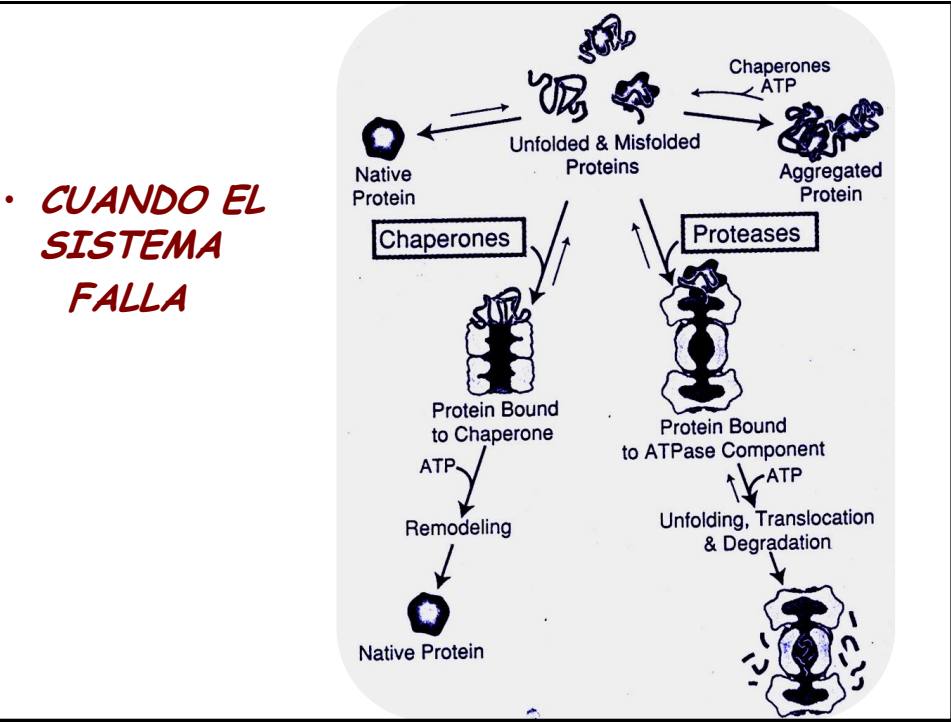 • CUANDO EL
SISTEMA
FALLA
Chaperones
ATP
Unfolded & Misfolded
Proteins
Native
Protein
Aggregated
Protein
Chaperones
Proteases
Protein Bound
to Chaperone
Protein Bound
to ATPase Component
ATP
ATP
Remodeling
Unfolding, Translocation
& Degradation
Native Protein